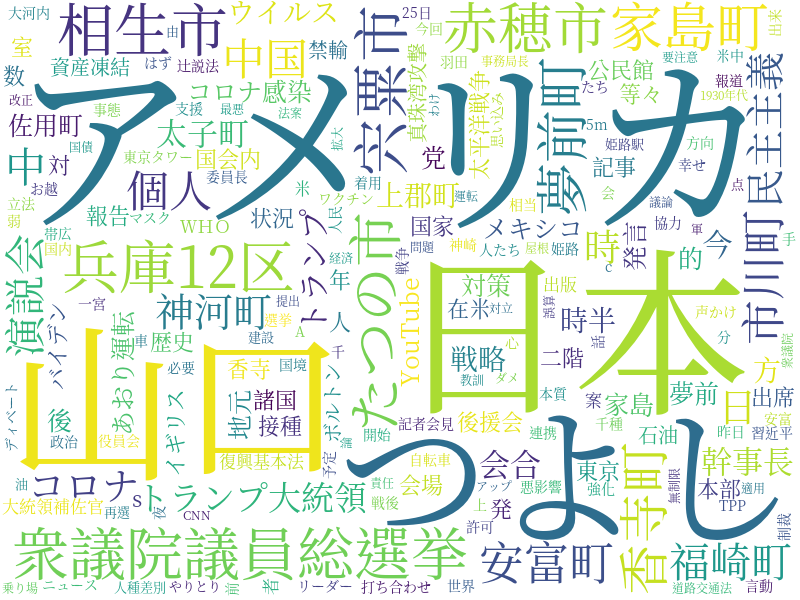 アメリカ
日本
山口
つよし
衆議院議員総選挙
兵庫12区
相生市
赤穂市
家島町
宍粟市
たつの市
中国
ウイルス
夢前町
民主主義
市川町
香寺町
福崎町
安富町
神河町
太子町
佐用町
上郡町
個人
演説会
コロナ
コロナ感染
トランプ大統領
トランプ
幹事長
あおり運転
YouTube
戦略
会合
時半
時
今
日
方
中
対
党
後
人
年
的
数
室
禁輸
資産凍結
大河内
由
はず
辻説法
25日
今回
羽田
事務局長
要注意
米中
出来
報道
公民館
たち
等々
1930年代
5m
真珠湾攻撃
わけ
太平洋戦争
思い込み
改正
事態
支援
最悪
法案
拡大
国債
東京タワー
国会内
委員長
お越
立法
弱
マスク
報告
WHO
状況
米
ワクチン
着用
運転
人民
相当
会
議論
点
姫路駅
方向
幸せ
記事
国家
メキシコ
発言
協力
軍
手
帯広
国内
経済
問題
戦争
神崎
人たち
屋根
姫路
c
声かけ
分
衆議院
バイデン
一宮
提出
選挙
対策
出版
在米
対立
誤算
話
二階
心
教訓
ダメ
本質
車
建設
A
歴史
千
必要
国境
香寺
地元
諸国
接種
ボルトン
イギリス
復興基本法
ディベート
政治
役員会
家島
夢前
案
出席
安富
千種
昨日
習近平
石油
東京
後援会
記者会見
連携
開始
予定
自転車
会場
責任
戦後
アップ
悪影響
強化
無制限
本部
適用
TPP
制裁
s
油
大統領補佐官
再選
夜
CNN
上
発
許可
乗り場
ニュース
人種差別
やりとり
前
者
リーダー
打ち合わせ
世界
道路交通法
言動